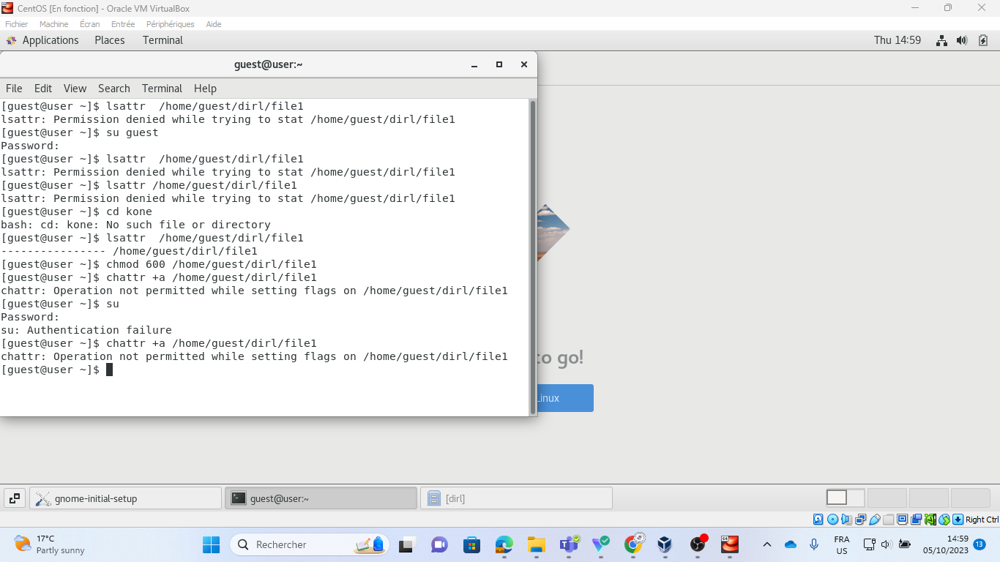 CentOS [En fonction] - Oracle VM VirtualBox
Fichier Machine Écran Entrée Périphériques Aide
Applications Places Terminal Thu 14:59
guest@user:~
File Edit View Search Terminal Help
[guest@user ~]$ lsattr  /home/guest/dirl/file1
lsattr: Permission denied while trying to stat /home/guest/dirl/file1
[guest@user ~]$ su guest
Password:
[guest@user ~]$ lsattr  /home/guest/dirl/file1
lsattr: Permission denied while trying to stat /home/guest/dirl/file1
[guest@user ~]$ lsattr /home/guest/dirl/file1
lsattr: Permission denied while trying to stat /home/guest/dirl/file1
[guest@user ~]$ cd kone
bash: cd: kone: No such file or directory
[guest@user ~]$ lsattr  /home/guest/dirl/file1
---------------- /home/guest/dirl/file1
[guest@user ~]$ chmod 600 /home/guest/dirl/file1
[guest@user ~]$ chattr +a /home/guest/dirl/file1
chattr: Operation not permitted while setting flags on /home/guest/dirl/file1
[guest@user ~]$ su
Password:
su: Authentication failure
[guest@user ~]$ chattr +a /home/guest/dirl/file1
chattr: Operation not permitted while setting flags on /home/guest/dirl/file1
[guest@user ~]$
to go!
Linux
gnome-initial-setup guest@user:~ [dirl]
Right Ctrl
17°C
Partly sunny
Rechercher
FRA
US
14:59
05/10/2023
13